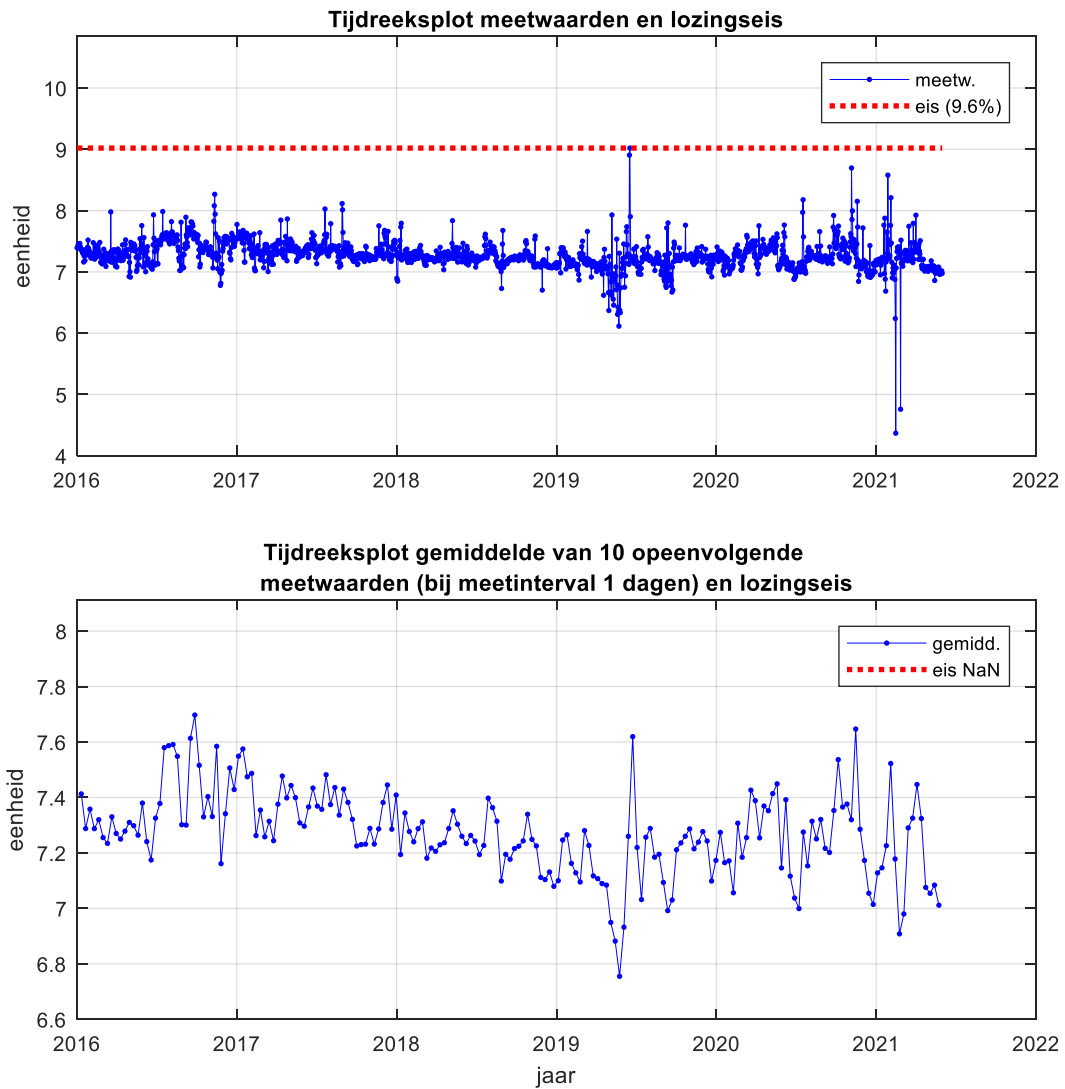 Tijdreeksplot meetwaarden en lozingseis
10
9
8
7
6
5
4
eenheid
meetw.
eis (9.6%)
2016 2017 2018 2019 2020 2021 2022
Tijdreeksplot gemiddelde van 10 opeenvolgende
meetwaarden (bij meetinterval 1 dagen) en lozingseis
8
7.8
7.6
7.4
7.2
7
6.8
6.6
eenheid
gemidd.
eis NaN
2016 2017 2018 2019 2020 2021 2022
jaar